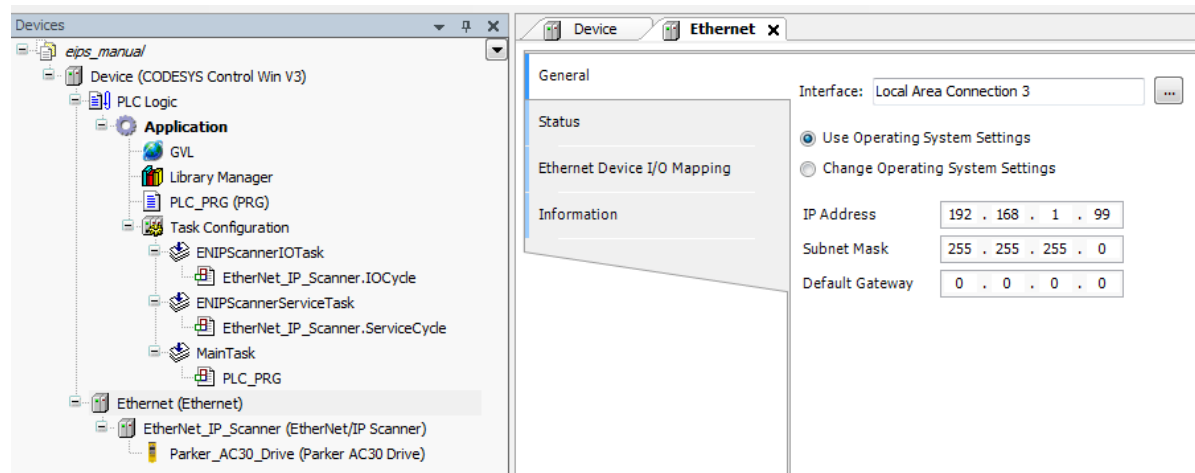 Devices
eips_manual
Device (CODESYS Control Win V3)
PLC Logic
Application
GVL
Library Manager
PLC_PRG (PRG)
Task Configuration
ENIPScannerIOTask
EtherNet_IP_Scanner.IOCycle
ENIPScannerServiceTask
EtherNet_IP_Scanner.ServiceCycle
MainTask
PLC_PRG
Ethernet (Ethernet)
EtherNet_IP_Scanner (EtherNet/IP Scanner)
Parker_AC30_Drive (Parker AC30 Drive)
Device
Ethernet
General
Status
Ethernet Device I/O Mapping
Information
Interface: Local Area Connection 3 ...
Use Operating System Settings
Change Operating System Settings
IP Address 192 . 168 . 1 . 99
Subnet Mask 255 . 255 . 255 . 0
Default Gateway 0 . 0 . 0 . 0